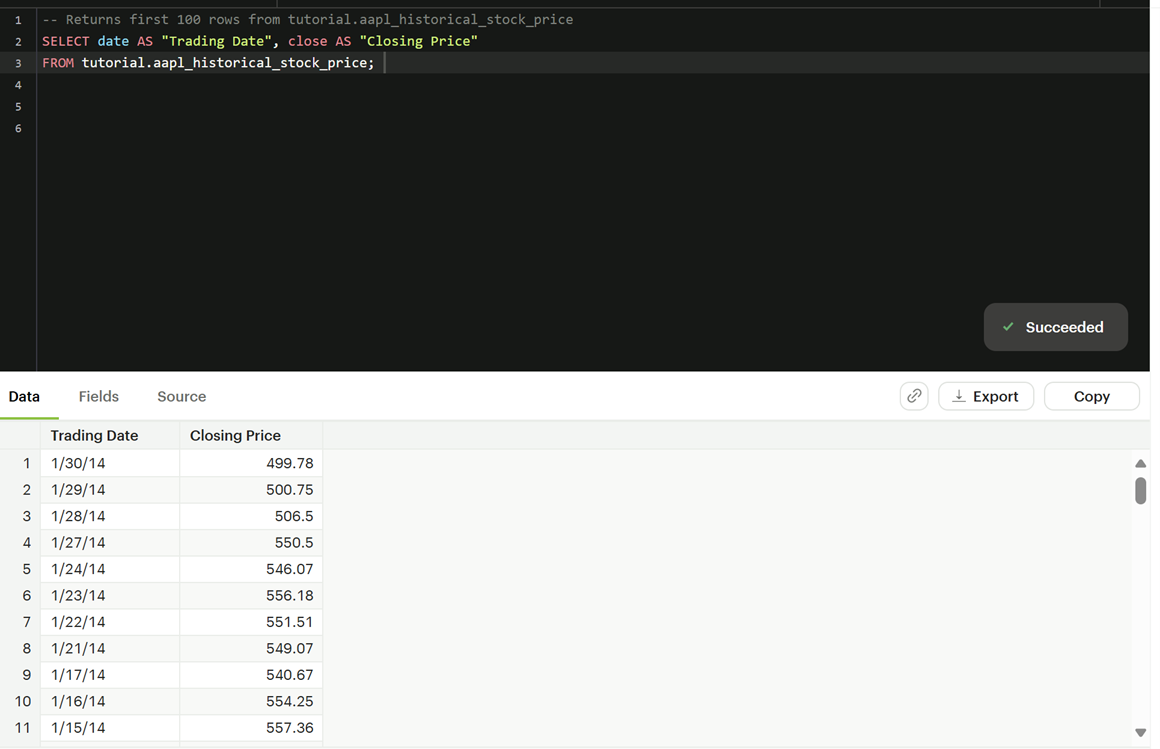 1 -- Returns first 100 rows from tutorial.aapl_historical_stock_price
2 SELECT date AS "Trading Date", close AS "Closing Price"
3 FROM tutorial.aapl_historical_stock_price;
4
5
6
Succeeded
Data Fields Source Export Copy
Trading Date Closing Price
1 1/30/14 499.78
2 1/29/14 500.75
3 1/28/14 506.5
4 1/27/14 550.5
5 1/24/14 546.07
6 1/23/14 556.18
7 1/22/14 551.51
8 1/21/14 549.07
9 1/17/14 540.67
10 1/16/14 554.25
11 1/15/14 557.36